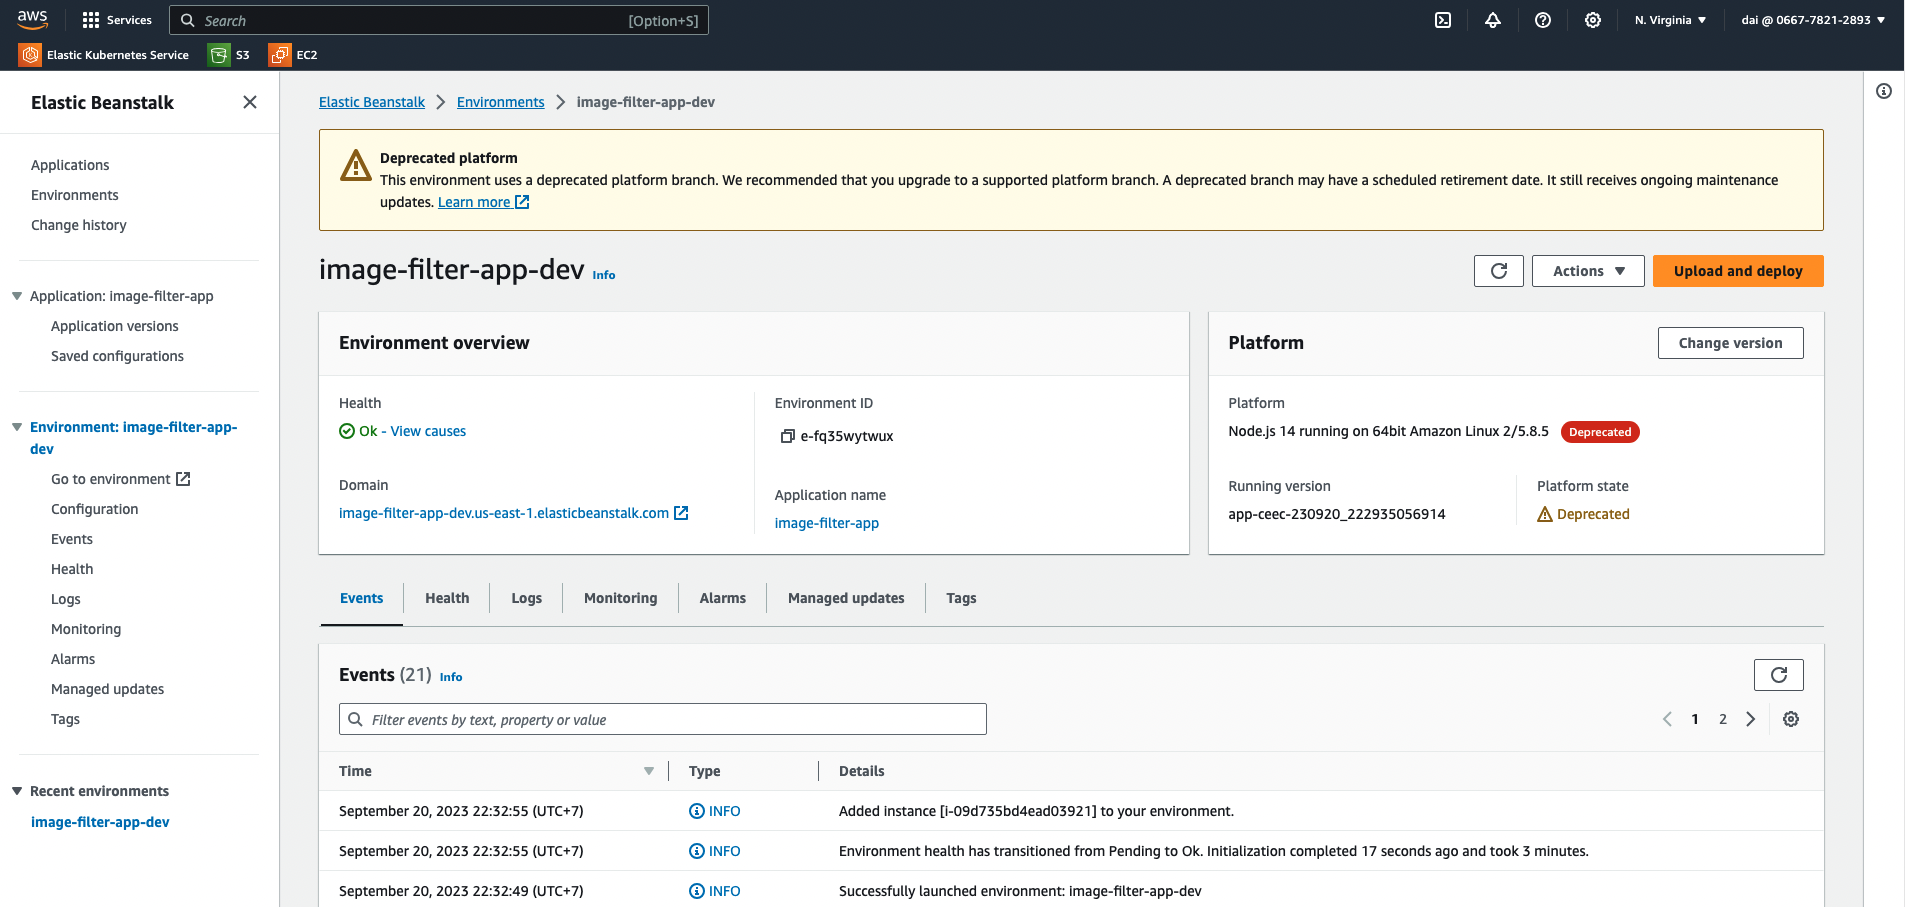 aws
Services
Search
[Option+S]
N. Virginia
dai @ 0667-7821-2893
Elastic Kubernetes Service
S3
EC2
Elastic Beanstalk
Applications
Environments
Change history
Application: image-filter-app
Application versions
Saved configurations
Environment: image-filter-app-
dev
Go to environment
Configuration
Events
Health
Logs
Monitoring
Alarms
Managed updates
Tags
Recent environments
image-filter-app-dev
Elastic Beanstalk
Environments
image-filter-app-dev
Deprecated platform
This environment uses a deprecated platform branch. We recommended that you upgrade to a supported platform branch. A deprecated branch may have a scheduled retirement date. It still receives ongoing maintenance
updates. Learn more
image-filter-app-dev Info
Actions
Upload and deploy
Environment overview
Health
Ok - View causes
Domain
image-filter-app-dev.us-east-1.elasticbeanstalk.com
Environment ID
e-fq35wytwux
Application name
image-filter-app
Platform
Change version
Platform
Node.js 14 running on 64bit Amazon Linux 2/5.8.5 Deprecated
Running version
app-ceec-230920_222935056914
Platform state
Deprecated
Events
Health
Logs
Monitoring
Alarms
Managed updates
Tags
Events (21) Info
Filter events by text, property or value
1 2
Time Type Details
September 20, 2023 22:32:55 (UTC+7) INFO Added instance [i-09d735bd4ead03921] to your environment.
September 20, 2023 22:32:55 (UTC+7) INFO Environment health has transitioned from Pending to Ok. Initialization completed 17 seconds ago and took 3 minutes.
September 20, 2023 22:32:49 (UTC+7) INFO Successfully launched environment: image-filter-app-dev